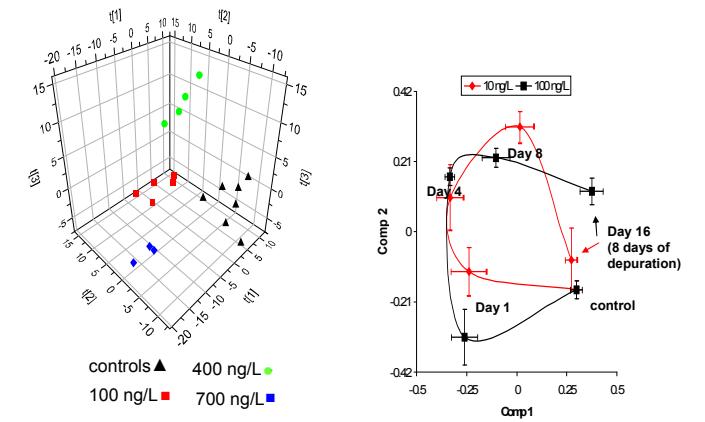 t[1]
t[2]
-20 -15 -10 -5 0 5 10 15
15 10 5 0 -5 -10
15
10
5
0
-5
t[3]
15
10
5
0
-5
t[3]
15 10 5 0 -5 -10
t[2]
-20 -15 -10 -5 0 5 10
t[1]
controls
400 ng/L
100 ng/L
700 ng/L
10ng/L 100ng/L
0.42
0.21
0
-0.21
-0.42
Comp 2
Day 8
Day 4
Day 16
(8 days of
depuration)
Day 1
control
-0.5 -0.25 0 0.25 0.5
Comp1